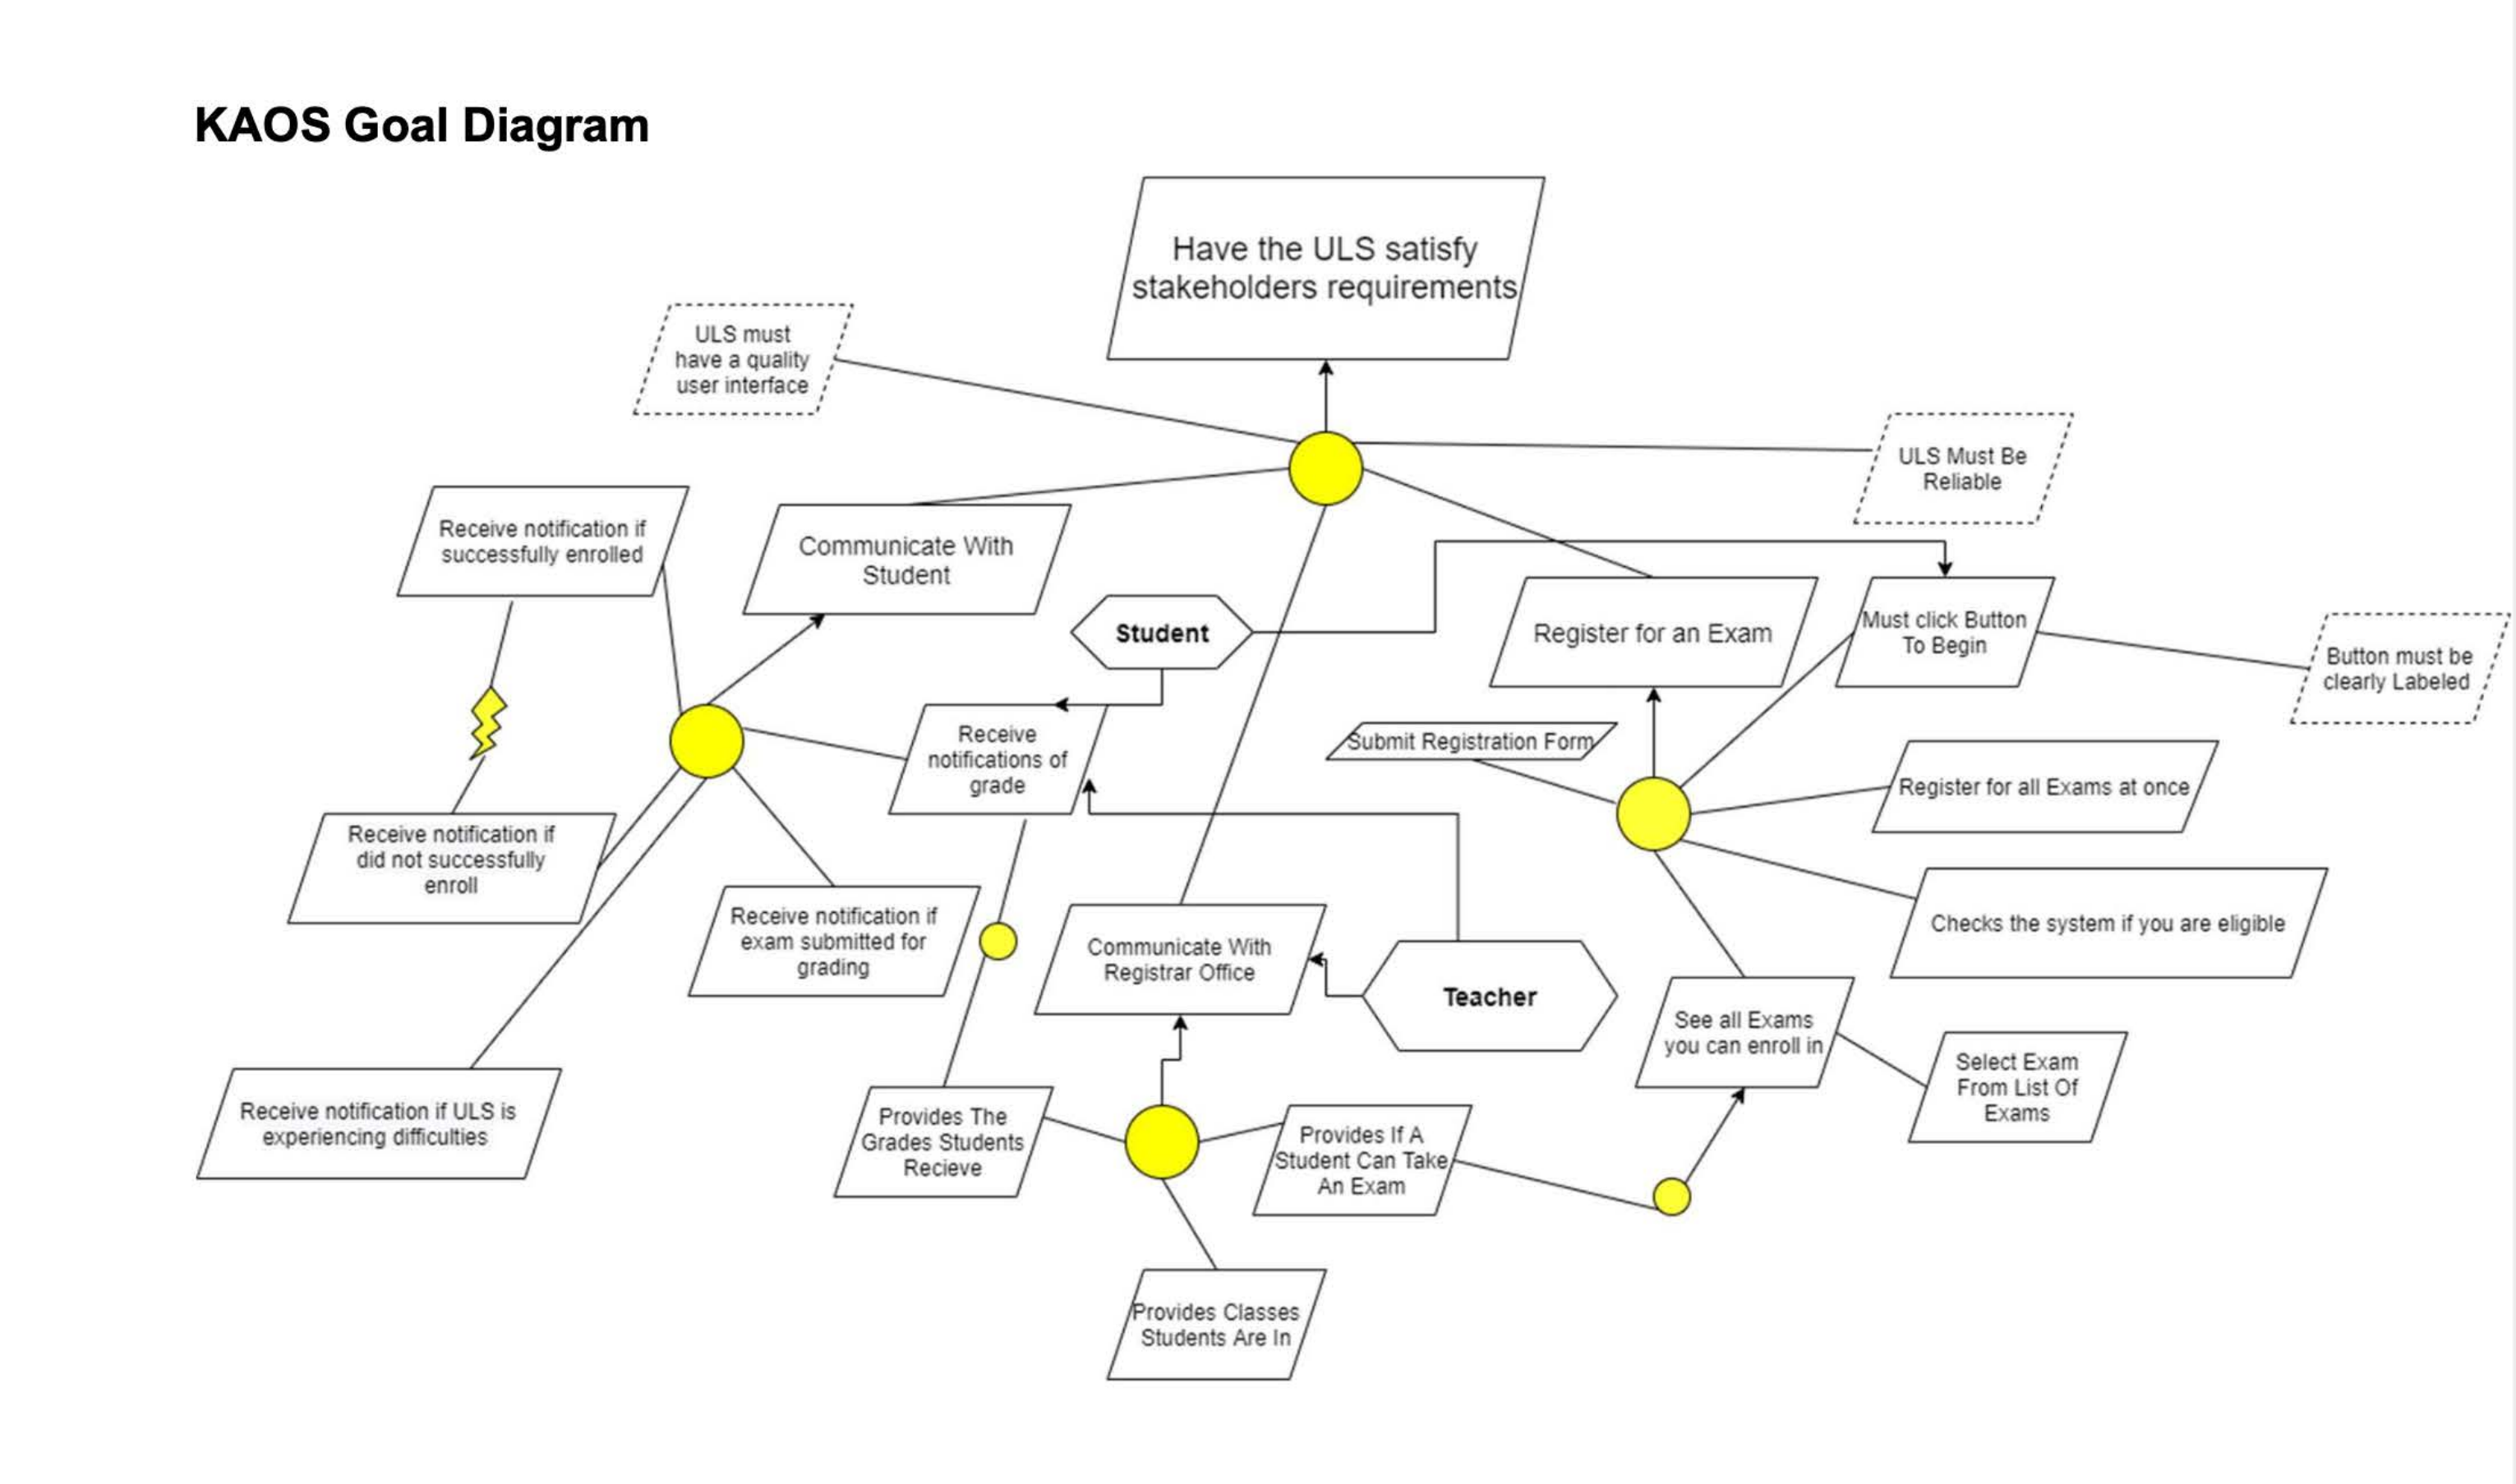 KAOS Goal Diagram
Have the ULS satisfy
stakeholders requirements
ULS must
have a quality
user interface
ULS Must Be
Reliable
Receive notification if
successfully enrolled
Communicate With
Student
Student
Register for an Exam
Must click Button
To Begin
Button must be
clearly Labeled
Receive
notifications of
grade
Submit Registration Form
Register for all Exams at once
Receive notification if
did not successfully
enroll
Receive notification if
exam submitted for
grading
Communicate With
Registrar Office
Teacher
Checks the system if you are eligible
See all Exams
you can enroll in
Select Exam
From List Of
Exams
Receive notification if ULS is
experiencing difficulties
Provides The
Grades Students
Recieve
Provides If A
Student Can Take
An Exam
Provides Classes
Students Are In